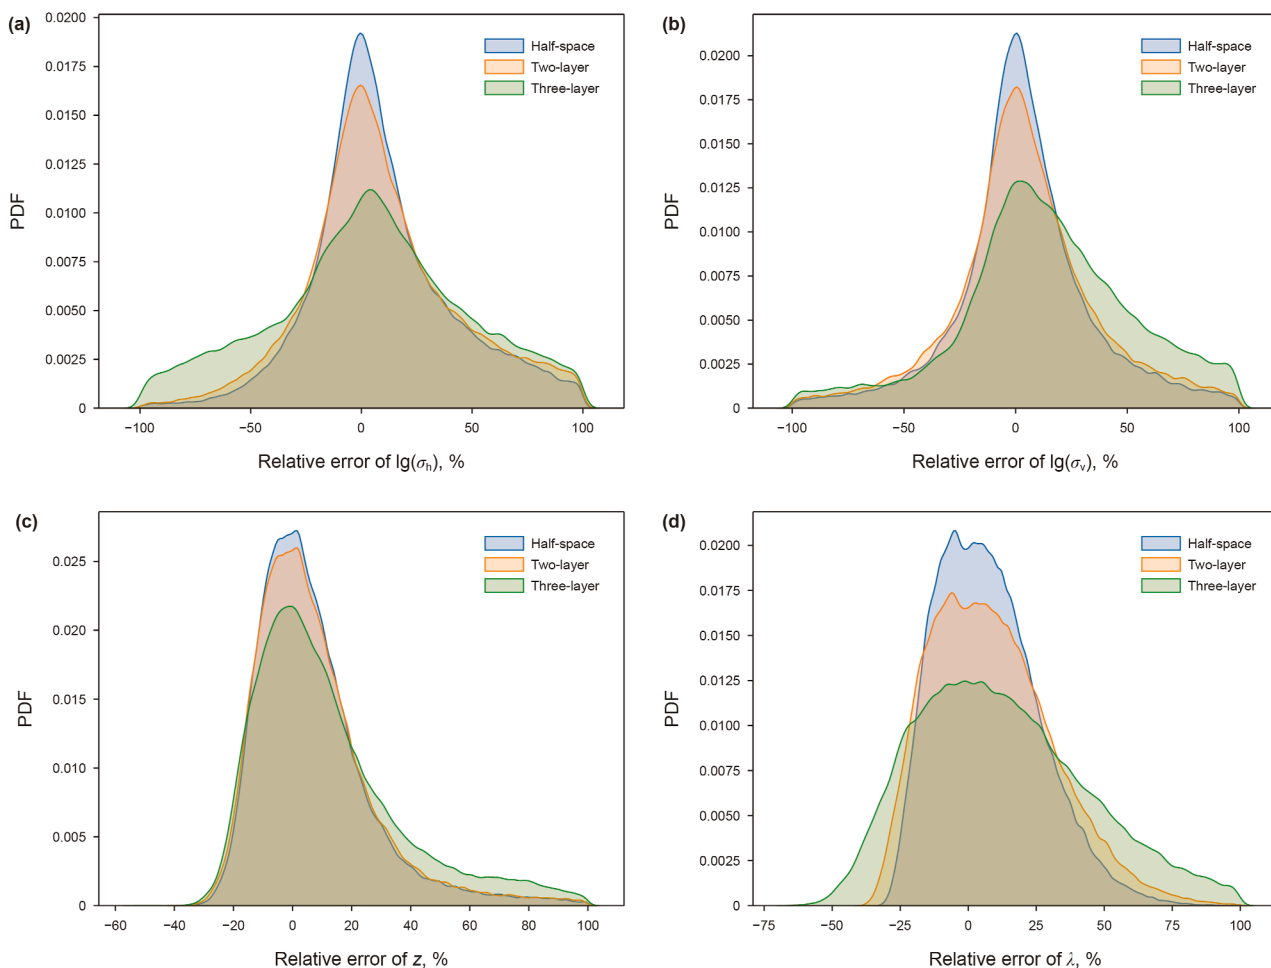 (a)
0.0200
0.0175
0.0150
0.0125
0.0100
0.0075
0.0050
0.0025
0
PDF
Half-space
Two-layer
Three-layer
−100
−50
0
50
100
Relative error of lg(σh), %
(b)
0.0200
0.0175
0.0150
0.0125
0.0100
0.0075
0.0050
0.0025
0
PDF
Half-space
Two-layer
Three-layer
−100
−50
0
50
100
Relative error of lg(σv), %
(c)
0.025
0.020
0.015
0.010
0.005
0
PDF
Half-space
Two-layer
Three-layer
−60
−40
−20
0
20
40
60
80
100
Relative error of z, %
(d)
0.0200
0.0175
0.0150
0.0125
0.0100
0.0075
0.0050
0.0025
0
PDF
Half-space
Two-layer
Three-layer
−75
−50
−25
0
25
50
75
100
Relative error of λ, %